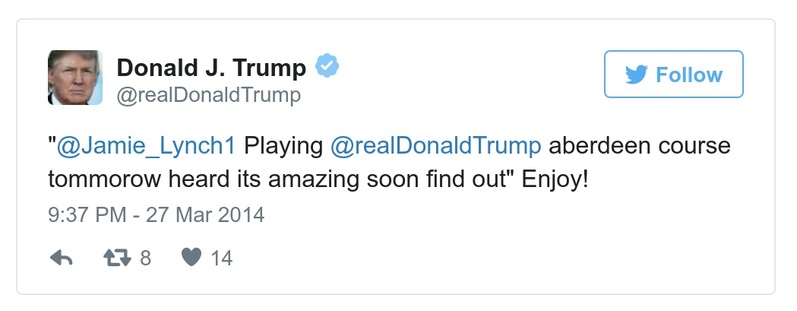 Donald J. Trump
@realDonaldTrump
Follow
"@Jamie_Lynch1 Playing @realDonaldTrump aberdeen course
tommorow heard its amazing soon find out" Enjoy!
9:37 PM - 27 Mar 2014
8 14